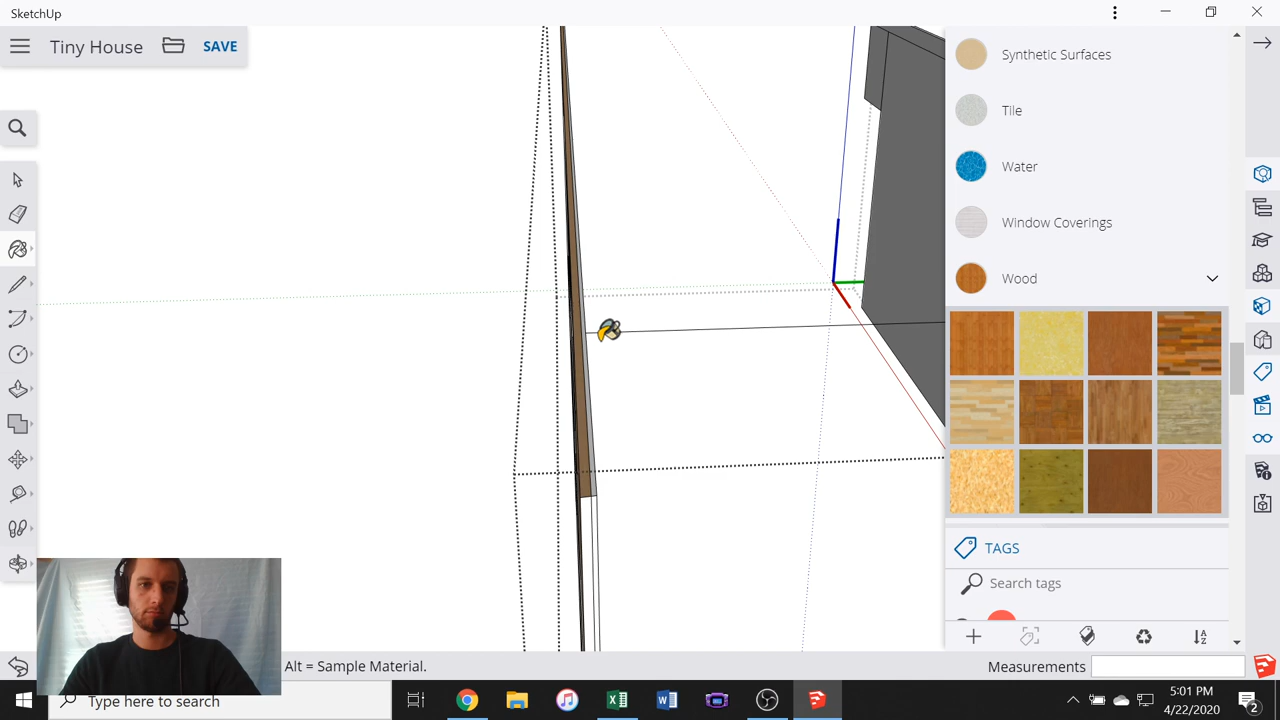 SketchUp
Tiny House
SAVE
Synthetic Surfaces
Tile
Water
Window Coverings
Wood
TAGS
Search tags
Alt = Sample Material.
Measurements
Type here to search
5:01 PM
4/22/2020
2